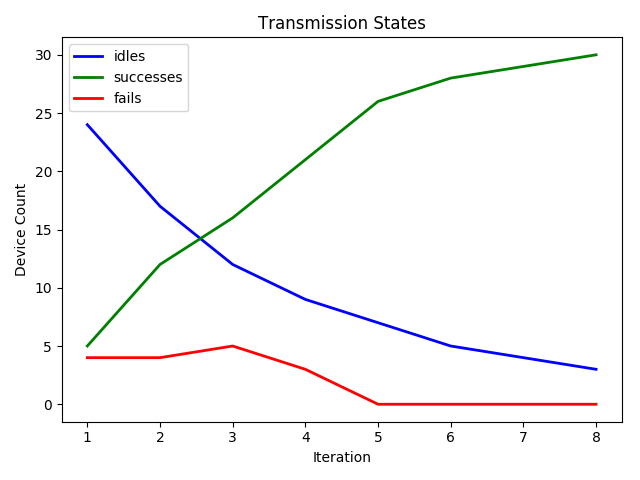 Transmission States
idles
successes
fails
Device Count
30
25
20
15
10
5
0
1 2 3 4 5 6 7 8
Iteration